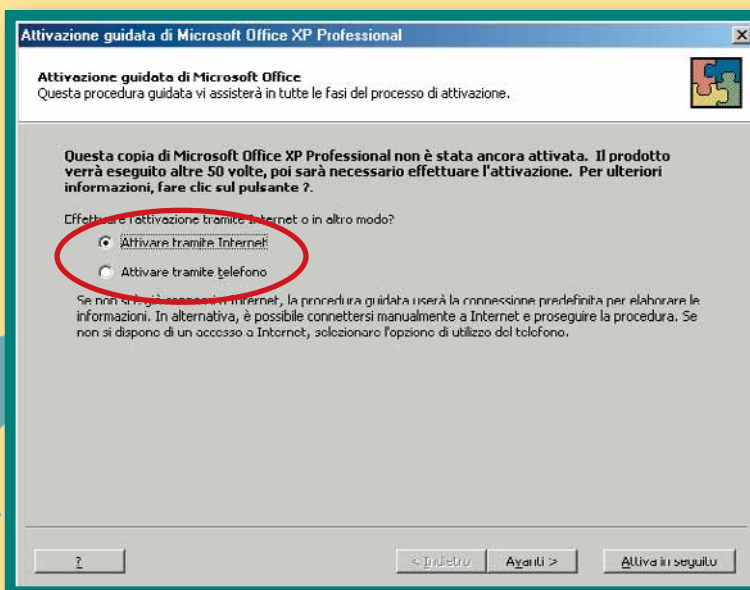 Attivazione guidata di Microsoft Office XP Professional
Attivazione guidata di Microsoft Office
Questa procedura guidata vi assisterà in tutte le fasi del processo di attivazione.
Questa copia di Microsoft Office XP Professional non è stata ancora attivata. Il prodotto
verrà eseguito altre 50 volte, poi sarà necessario effettuare l'attivazione. Per ulteriori
informazioni, fare clic sul pulsante ?.
Effettuare l'attivazione tramite Internet o in altro modo?
Attivare tramite Internet
Attivare tramite telefono
Se non si è già connessi a Internet, la procedura guidata userà la connessione predefinita per elaborare le
informazioni. In alternativa, è possibile connettersi manualmente a Internet e proseguire la procedura. Se
non si dispone di un accesso a Internet, selezionare l'opzione di utilizzo del telefono.
?
< Indietro
Avanti >
Attiva in seguito